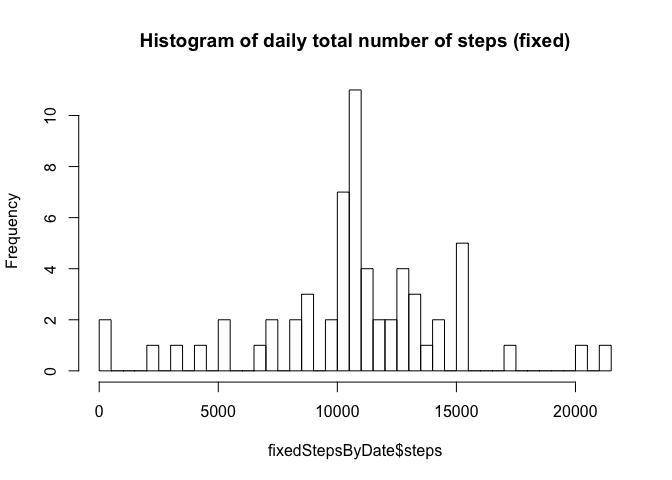 Histogram of daily total number of steps (fixed)
Frequency
10
8
6
4
2
0
0 5000 10000 15000 20000
fixedStepsByDate$steps